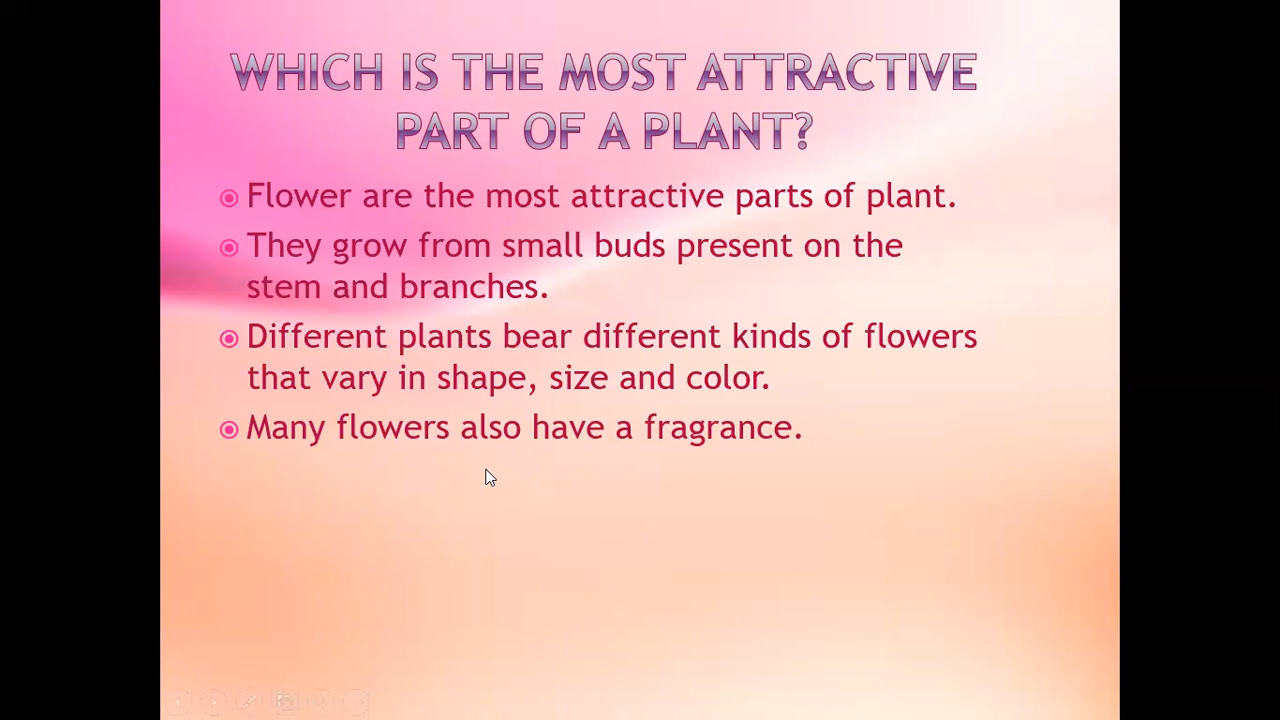 WHICH IS THE MOST ATTRACTIVE
PART OF A PLANT?
Flower are the most attractive parts of plant.
They grow from small buds present on the
stem and branches.
Different plants bear different kinds of flowers
that vary in shape, size and color.
Many flowers also have a fragrance.